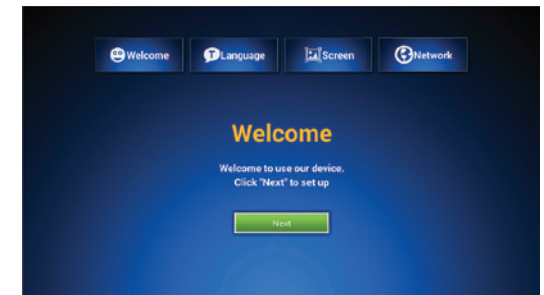 Welcome
Language
Screen
Network
Welcome
Welcome to use our device.
Click "Next" to set up
Next